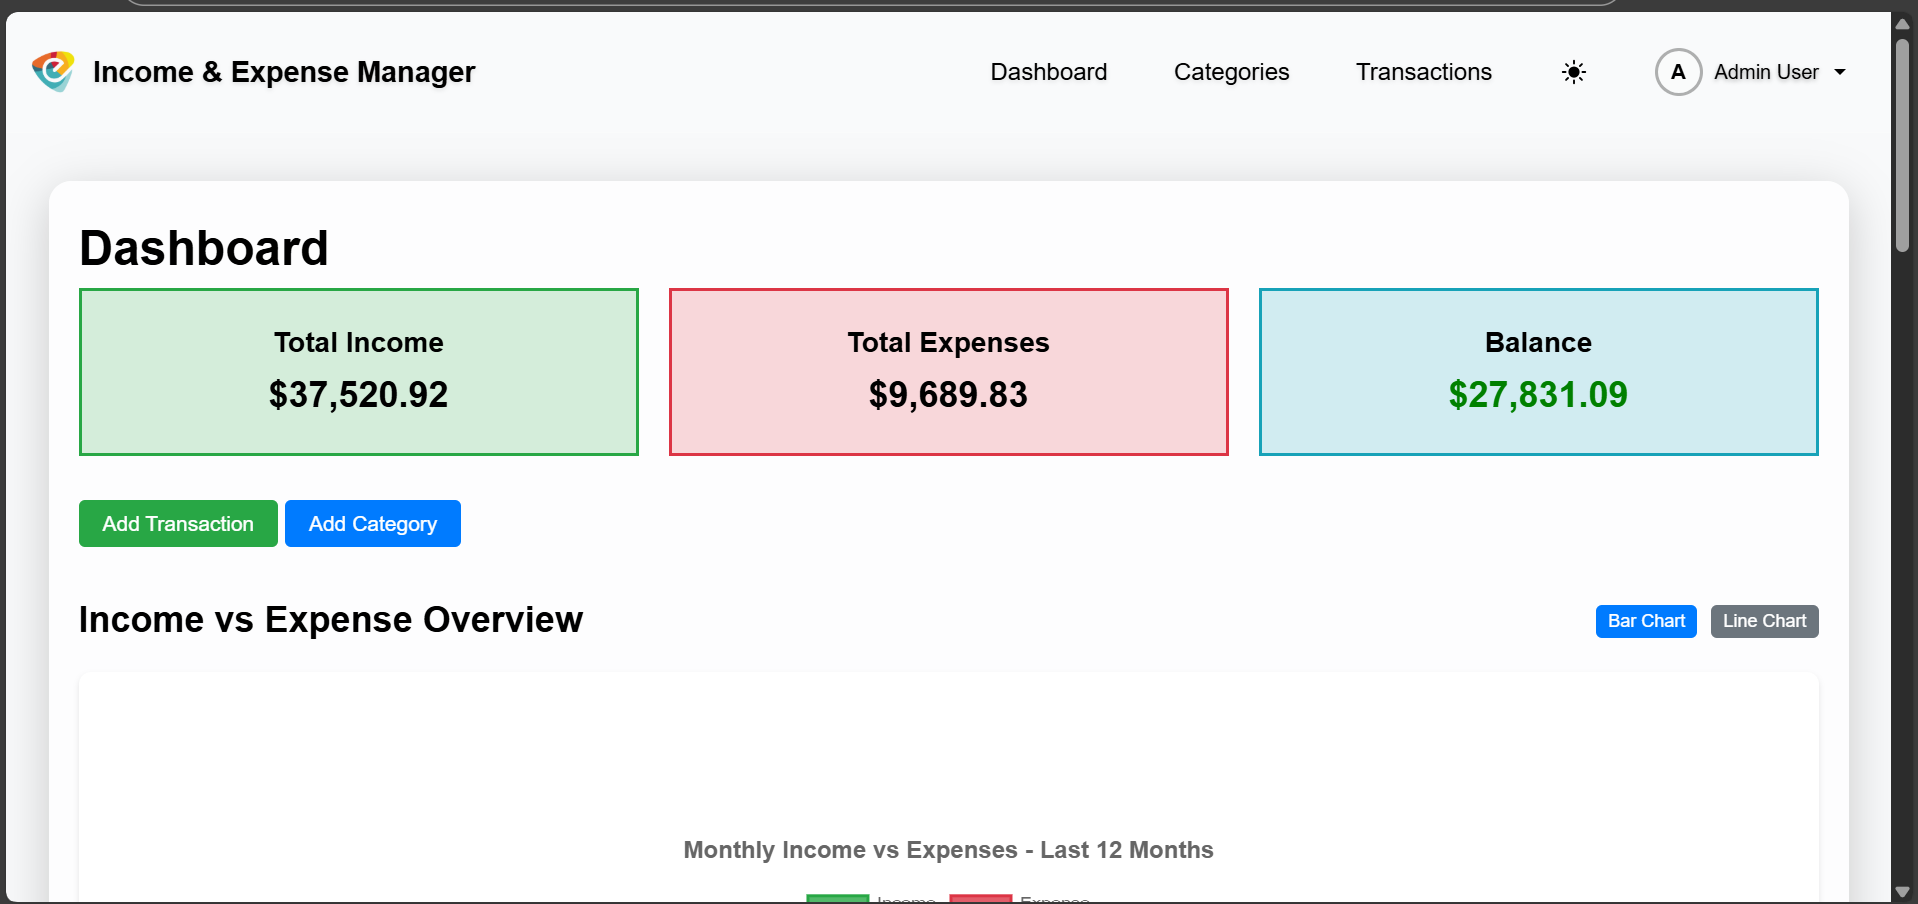 Income & Expense Manager
Dashboard
Categories
Transactions
A
Admin User
Dashboard
Total Income
$37,520.92
Total Expenses
$9,689.83
Balance
$27,831.09
Add Transaction
Add Category
Income vs Expense Overview
Bar Chart
Line Chart
Monthly Income vs Expenses - Last 12 Months
Income
Expense